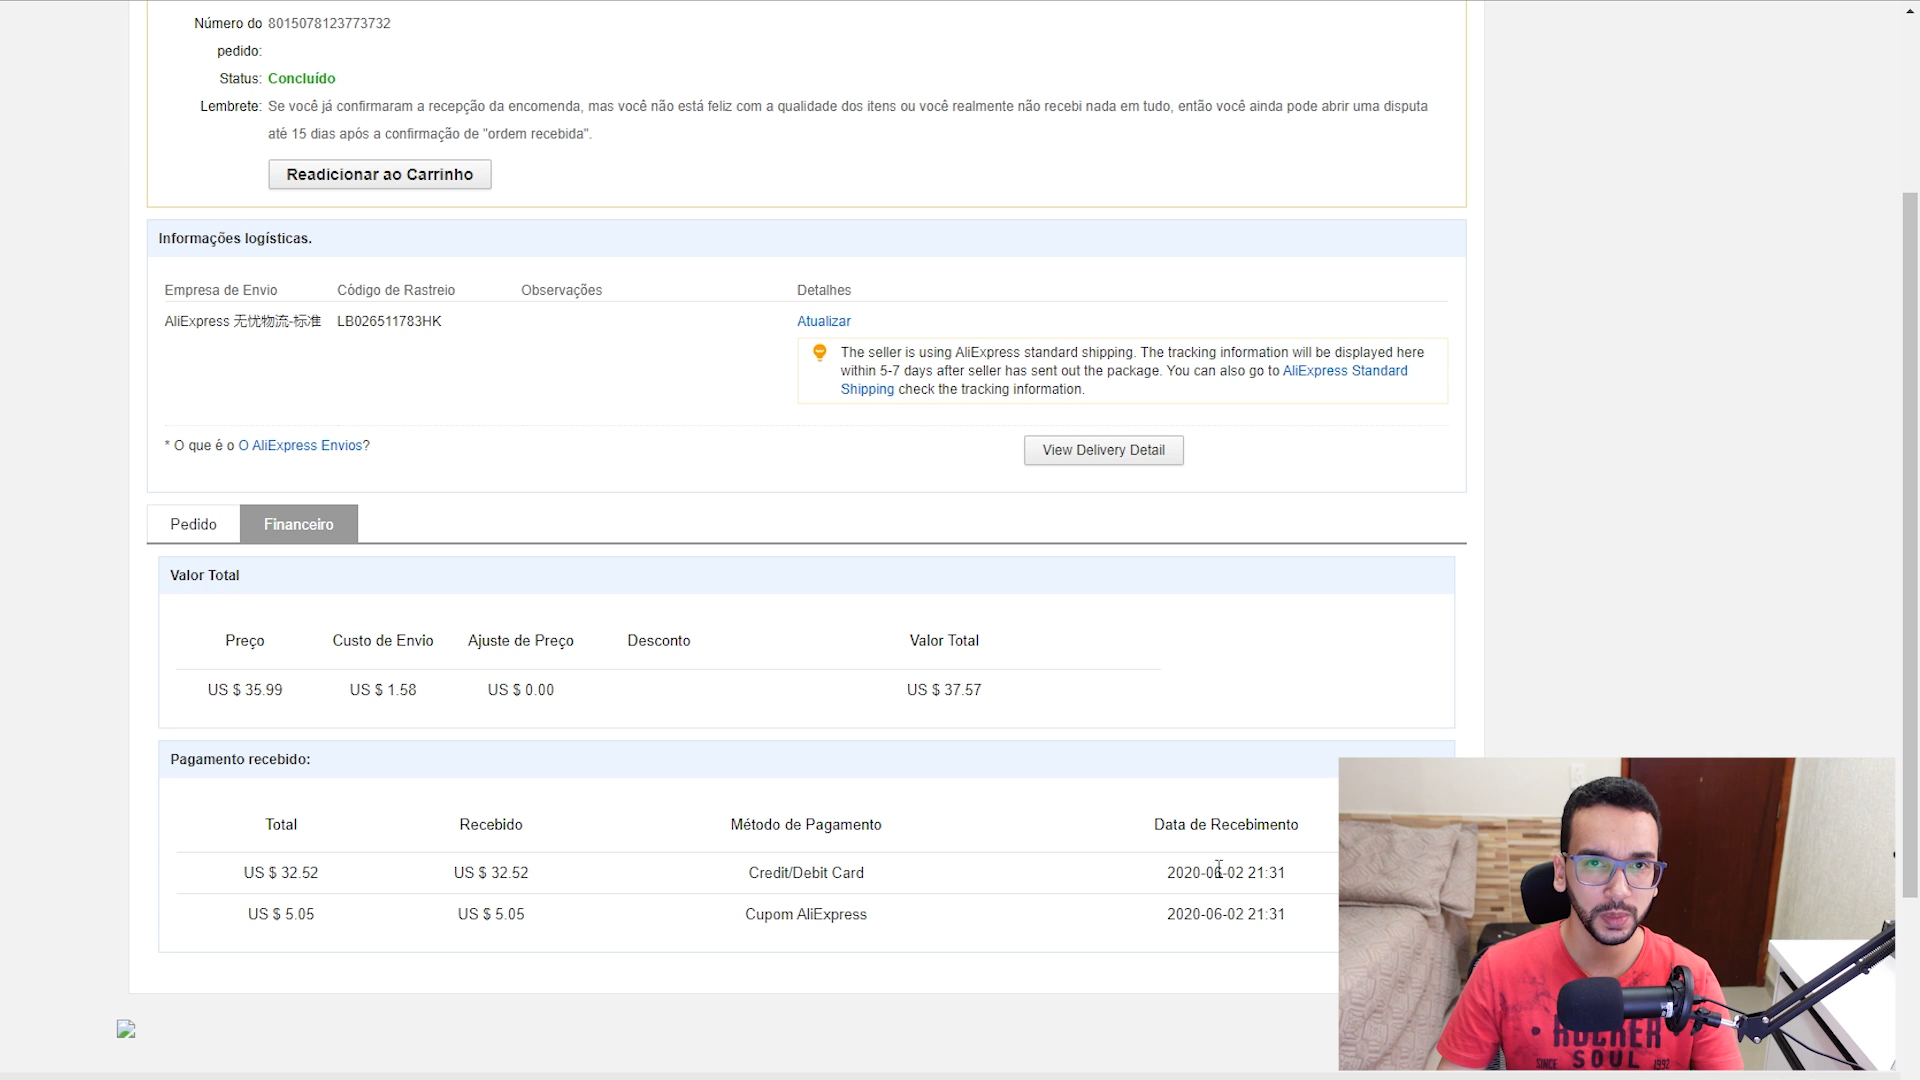 Número do 8015078123773732
pedido:
Status: Concluído
Lembrete: Se você já confirmaram a recepção da encomenda, mas você não está feliz com a qualidade dos itens ou você realmente não recebi nada em tudo, então você ainda pode abrir uma disputa
até 15 dias após a confirmação de "ordem recebida".
Readicionar ao Carrinho
Informações logísticas.
Empresa de Envio Código de Rastreio Observações Detalhes
AliExpress 无忧物流-标准 LB026511783HK Atualizar
The seller is using AliExpress standard shipping. The tracking information will be displayed here
within 5-7 days after seller has sent out the package. You can also go to AliExpress Standard
Shipping check the tracking information.
* O que é o O AliExpress Envios?
View Delivery Detail
Pedido Financeiro
Valor Total
Preço Custo de Envio Ajuste de Preço Desconto Valor Total
US $ 35.99 US $ 1.58 US $ 0.00 US $ 37.57
Pagamento recebido:
Total Recebido Método de Pagamento Data de Recebimento
US $ 32.52 US $ 32.52 Credit/Debit Card 2020-06-02 21:31
US $ 5.05 US $ 5.05 Cupom AliExpress 2020-06-02 21:31
SINCE SOUL 1992